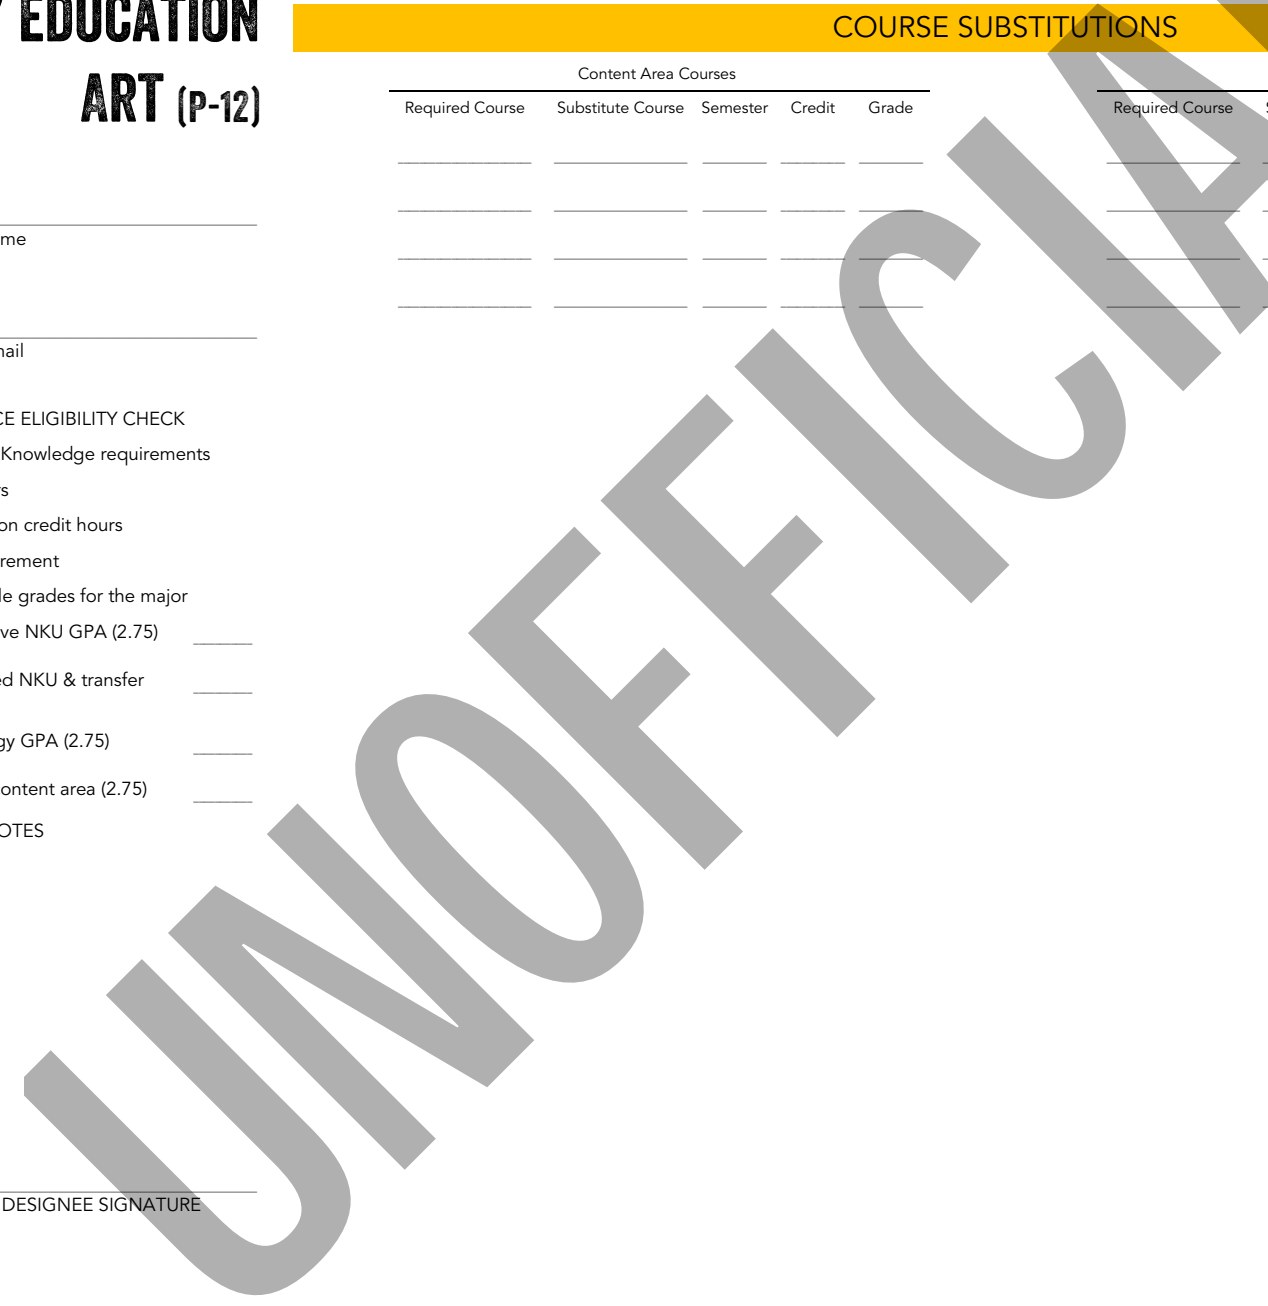 EDUCATION
ART (P-12)
me
ail
CE ELIGIBILITY CHECK
Knowledge requirements
s
on credit hours
rement
le grades for the major
ve NKU GPA (2.75)
ed NKU & transfer
gy GPA (2.75)
ontent area (2.75)
OTES
DESIGNEE SIGNATURE
COURSE SUBSTITUTIONS
Content Area Courses
Required Course Substitute Course Semester Credit Grade
Required Course
UNOFFICIA